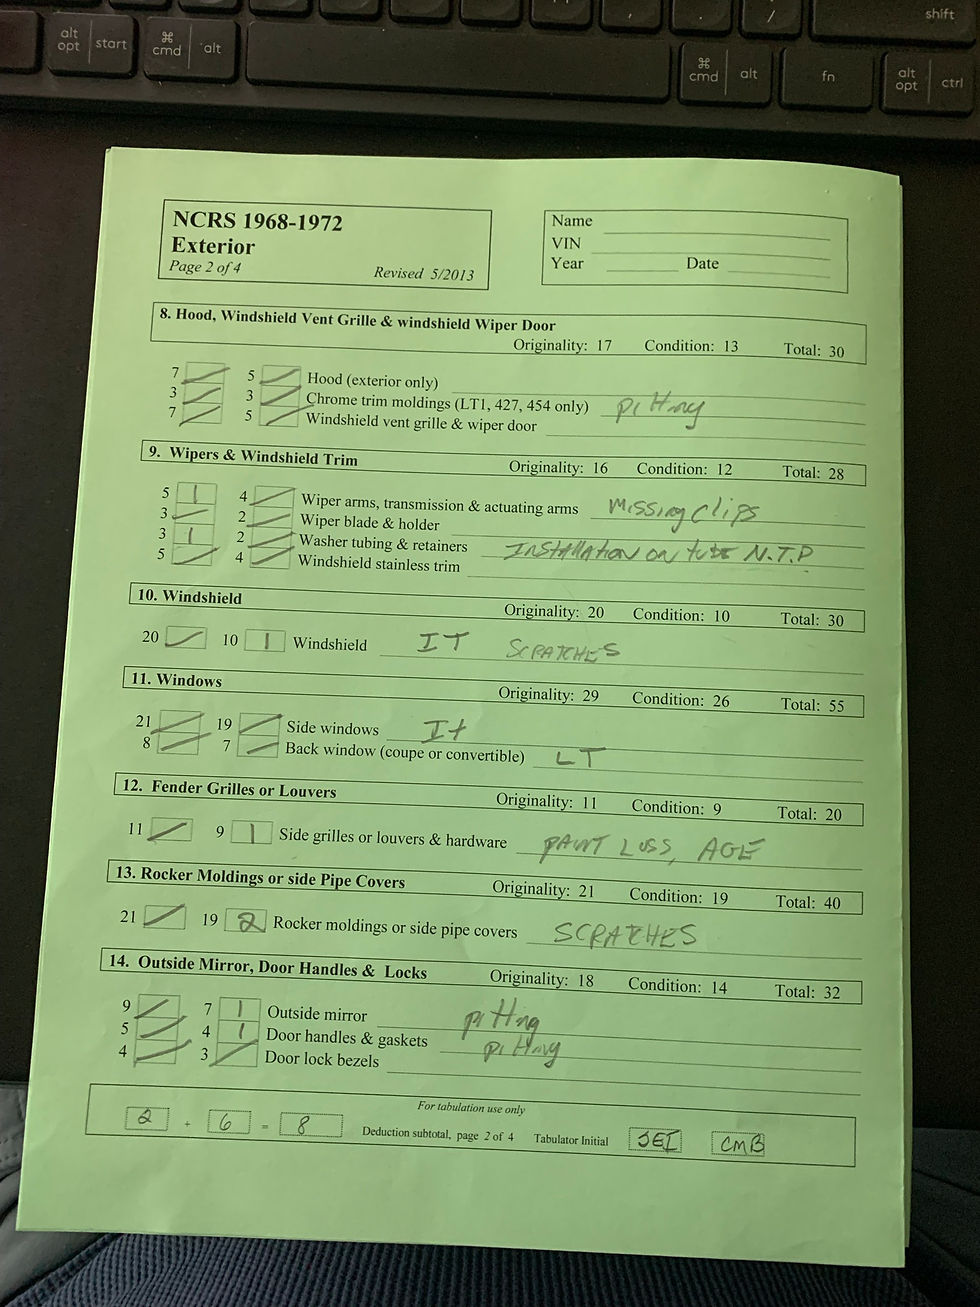 shift
alt opt start ⌘ cmd alt ⌘ cmd alt fn alt opt ctrl
NCRS 1968-1972
Exterior
Page 2 of 4 Revised 5/2013
Name
VIN
Year Date
8. Hood, Windshield Vent Grille & windshield Wiper Door
Originality: 17 Condition: 13 Total: 30
7 5 Hood (exterior only)
3 3 Chrome trim moldings (LT1, 427, 454 only) pitting
7 5 Windshield vent grille & wiper door
9. Wipers & Windshield Trim
Originality: 16 Condition: 12 Total: 28
5 1 4 Wiper arms, transmission & actuating arms Missing Clips
3 2 Wiper blade & holder
3 1 2 Washer tubing & retainers INSTALLATION ON tube N.T.P
5 4 Windshield stainless trim
10. Windshield
Originality: 20 Condition: 10 Total: 30
20 10 1 Windshield IT SCRATCHES
11. Windows
Originality: 29 Condition: 26 Total: 55
21 19 Side windows It
8 7 Back window (coupe or convertible) LT
12. Fender Grilles or Louvers
Originality: 11 Condition: 9 Total: 20
11 9 1 Side grilles or louvers & hardware PAINT LOSS, AGE
13. Rocker Moldings or side Pipe Covers
Originality: 21 Condition: 19 Total: 40
21 19 2 Rocker moldings or side pipe covers SCRATCHES
14. Outside Mirror, Door Handles & Locks
Originality: 18 Condition: 14 Total: 32
9 7 1 Outside mirror pitting
5 4 1 Door handles & gaskets pitting
4 3 Door lock bezels
For tabulation use only
2 + 6 = 8 Deduction subtotal, page 2 of 4 Tabulator Initial JEI CMB